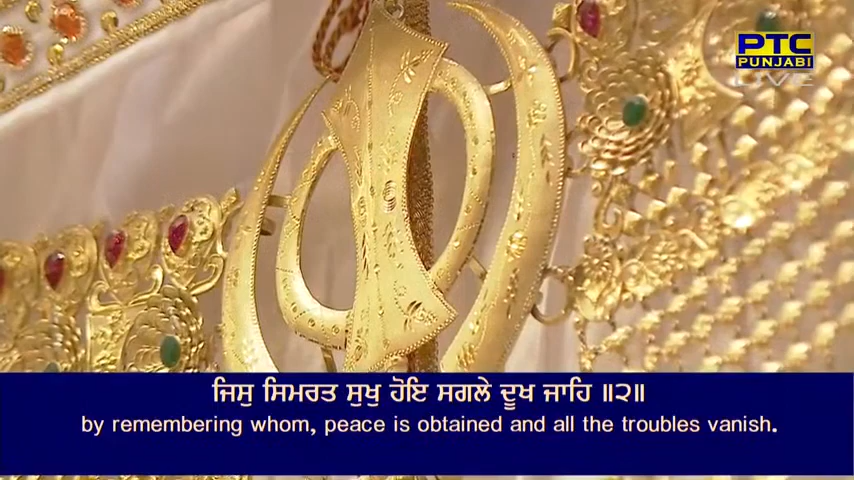 PTC
PUNJABI
LIVE
ਜਿਸੁ ਸਿਮਰਤ ਸੁਖੁ ਹੋਇ ਸਗਲੇ ਦੂਖ ਜਾਹਿ ॥੨॥
by remembering whom, peace is obtained and all the troubles vanish.